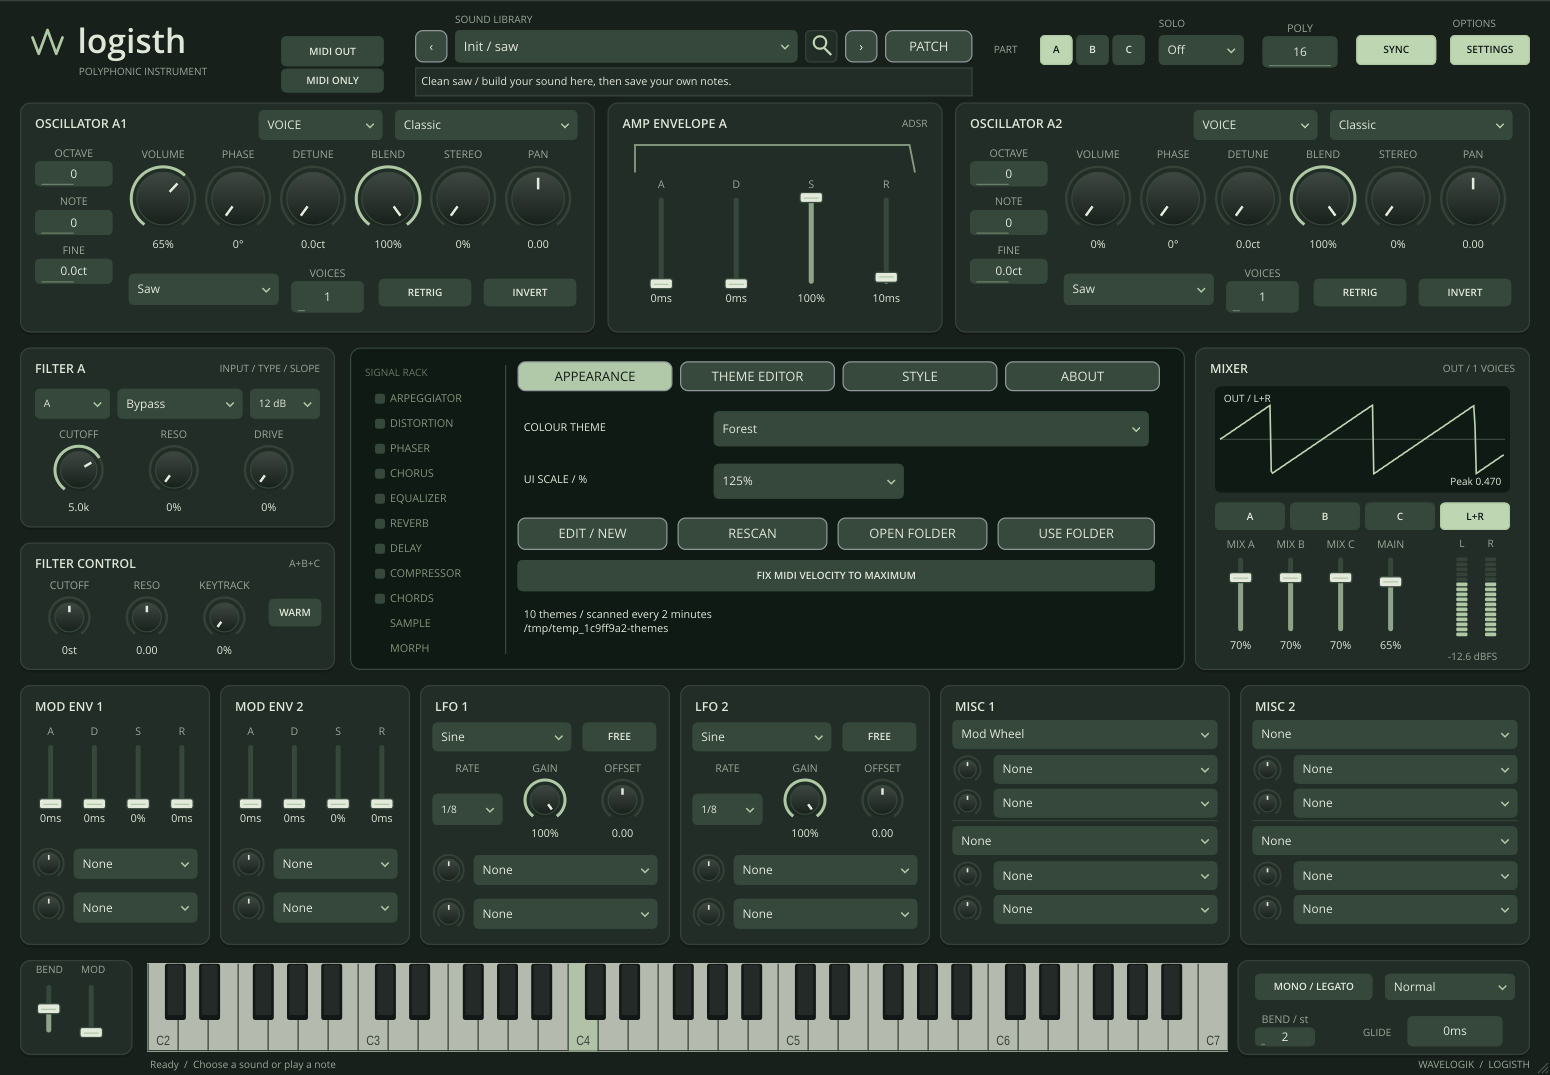 logisth
POLYPHONIC INSTRUMENT
MIDI OUT
MIDI ONLY
SOUND LIBRARY
‹
Init / saw
›
PATCH
Clean saw / build your sound here, then save your own notes.
PART
A B C
SOLO
Off
POLY
16
SYNC
OPTIONS
SETTINGS
OSCILLATOR A1
VOICE
Classic
OCTAVE
0
NOTE
0
FINE
0.0ct
VOLUME PHASE DETUNE BLEND STEREO PAN
65% 0° 0.0ct 100% 0% 0.00
Saw
VOICES
1
RETRIG
INVERT
AMP ENVELOPE A
ADSR
A D S R
0ms 0ms 100% 10ms
OSCILLATOR A2
VOICE
Classic
OCTAVE
0
NOTE
0
FINE
0.0ct
VOLUME PHASE DETUNE BLEND STEREO PAN
0% 0° 0.0ct 100% 0% 0.00
Saw
VOICES
1
RETRIG
INVERT
FILTER A
INPUT / TYPE / SLOPE
A
Bypass
12 dB
CUTOFF RESO DRIVE
5.0k 0% 0%
FILTER CONTROL
A+B+C
CUTOFF RESO KEYTRACK
WARM
0st 0.00 0%
SIGNAL RACK
ARPEGGIATOR
DISTORTION
PHASER
CHORUS
EQUALIZER
REVERB
DELAY
COMPRESSOR
CHORDS
SAMPLE
MORPH
APPEARANCE
THEME EDITOR
STYLE
ABOUT
COLOUR THEME
Forest
UI SCALE / %
125%
EDIT / NEW
RESCAN
OPEN FOLDER
USE FOLDER
FIX MIDI VELOCITY TO MAXIMUM
10 themes / scanned every 2 minutes
/tmp/temp_1c9ff9a2-themes
MIXER
OUT / 1 VOICES
OUT / L+R
Peak 0.470
A B C L+R
MIX A MIX B MIX C MAIN L R
70% 70% 70% 65%
-12.6 dBFS
MOD ENV 1
A D S R
0ms 0ms 0% 0ms
None
None
MOD ENV 2
A D S R
0ms 0ms 0% 0ms
None
None
LFO 1
Sine
FREE
RATE GAIN OFFSET
1/8
100% 0.00
None
None
LFO 2
Sine
FREE
RATE GAIN OFFSET
1/8
100% 0.00
None
None
MISC 1
Mod Wheel
None
None
None
None
None
MISC 2
None
None
None
None
None
None
BEND MOD
C2 C3 C4 C5 C6 C7
MONO / LEGATO
Normal
BEND / st
2
GLIDE
0ms
Ready / Choose a sound or play a note
WAVELOGIK / LOGISTH